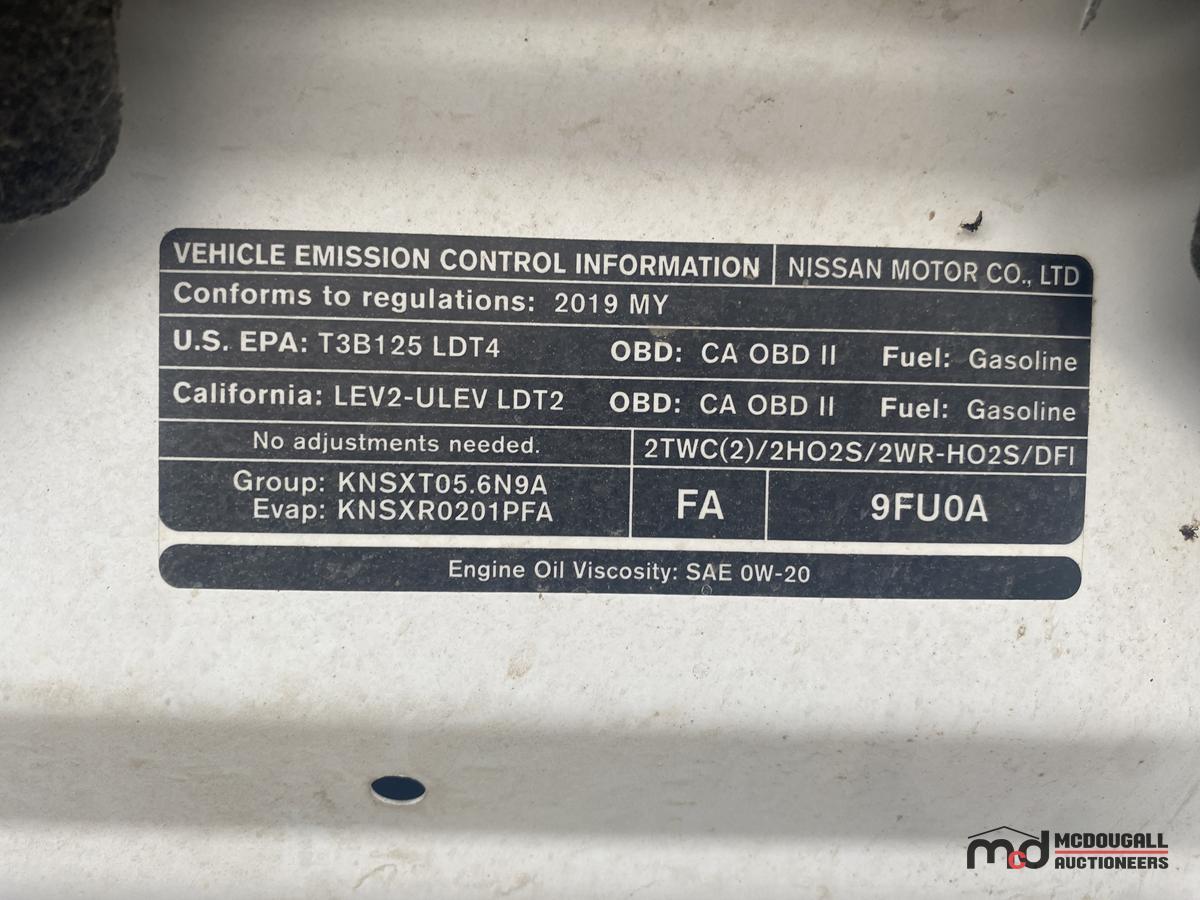 VEHICLE EMISSION CONTROL INFORMATION NISSAN MOTOR CO., LTD
Conforms to regulations: 2019 MY
U.S. EPA: T3B125 LDT4 OBD: CA OBD II Fuel: Gasoline
California: LEV2-ULEV LDT2 OBD: CA OBD II Fuel: Gasoline
No adjustments needed. 2TWC(2)/2HO2S/2WR-HO2S/DFI
Group: KNSXT05.6N9A
Evap: KNSXR0201PFA
FA 9FU0A
Engine Oil Viscosity: SAE 0W-20
mcd MCDOUGALL
AUCTIONEERS